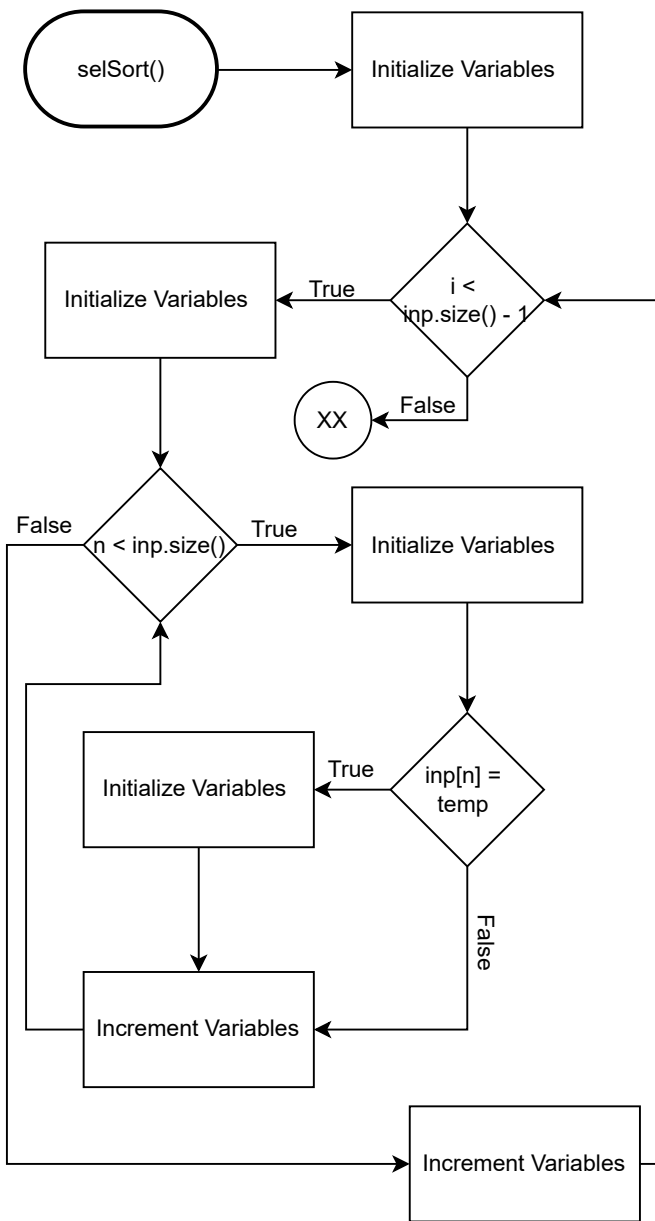 selSort()
Initialize Variables
i <
inp.size() - 1
True
Initialize Variables
False
XX
False
n < inp.size()
True
Initialize Variables
inp[n] =
temp
True
Initialize Variables
False
Increment Variables
Increment Variables